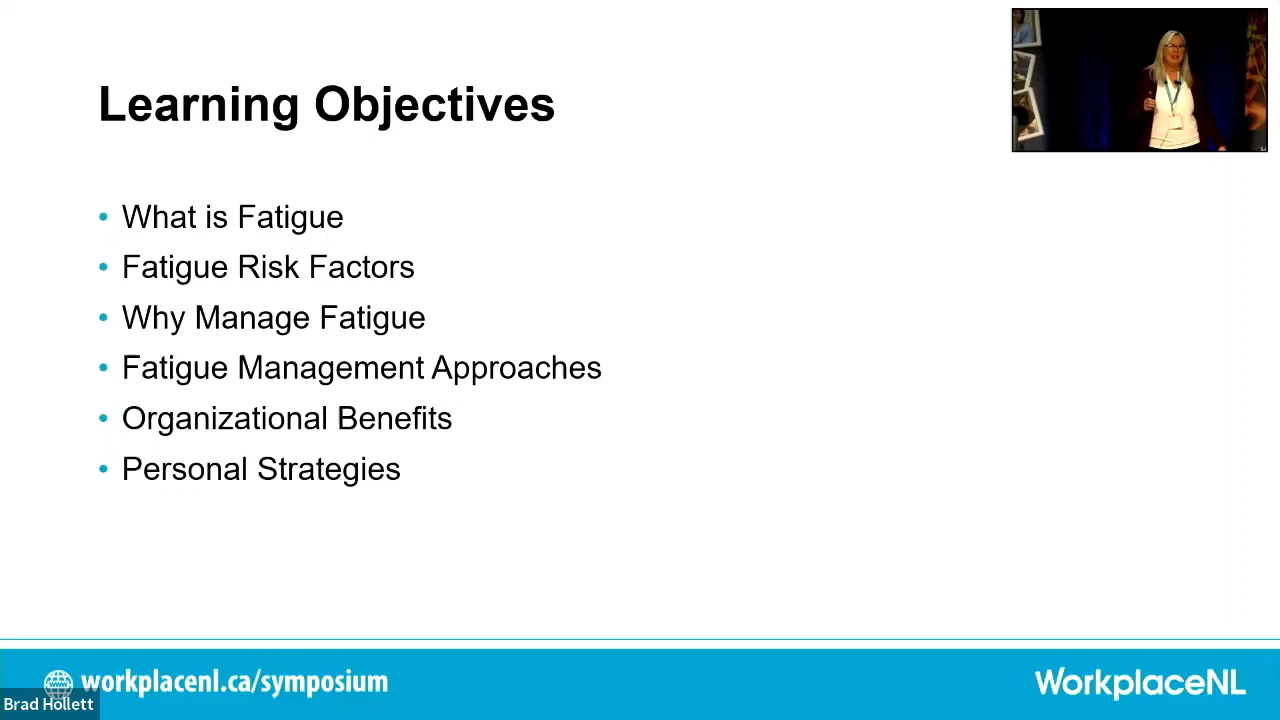 Learning Objectives
• What is Fatigue
• Fatigue Risk Factors
• Why Manage Fatigue
• Fatigue Management Approaches
• Organizational Benefits
• Personal Strategies
workplacenl.ca/symposium
WorkplaceNL
Brad Hollett